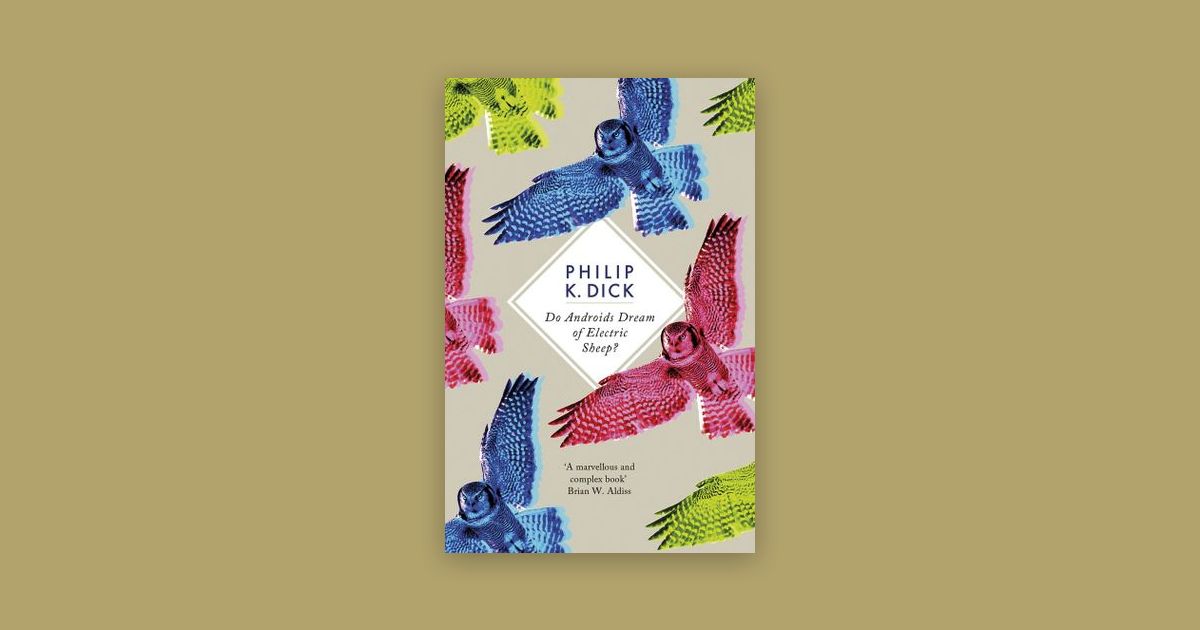 PHILIP
K. DICK
Do Androids Dream
of Electric
Sheep?
‘A marvellous and
complex book’
Brian W. Aldiss